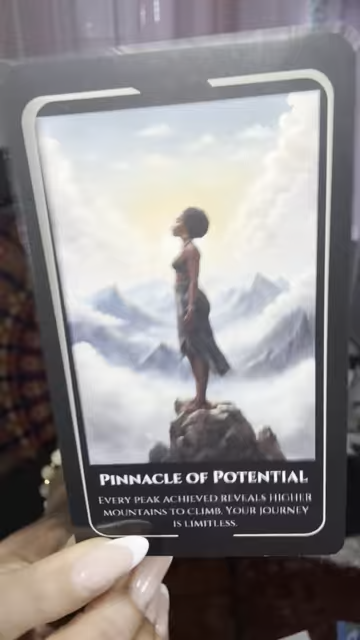 PINNACLE OF POTENTIAL
EVERY PEAK ACHIEVED REVEALS HIGHER
MOUNTAINS TO CLIMB. YOUR JOURNEY
IS LIMITLESS.